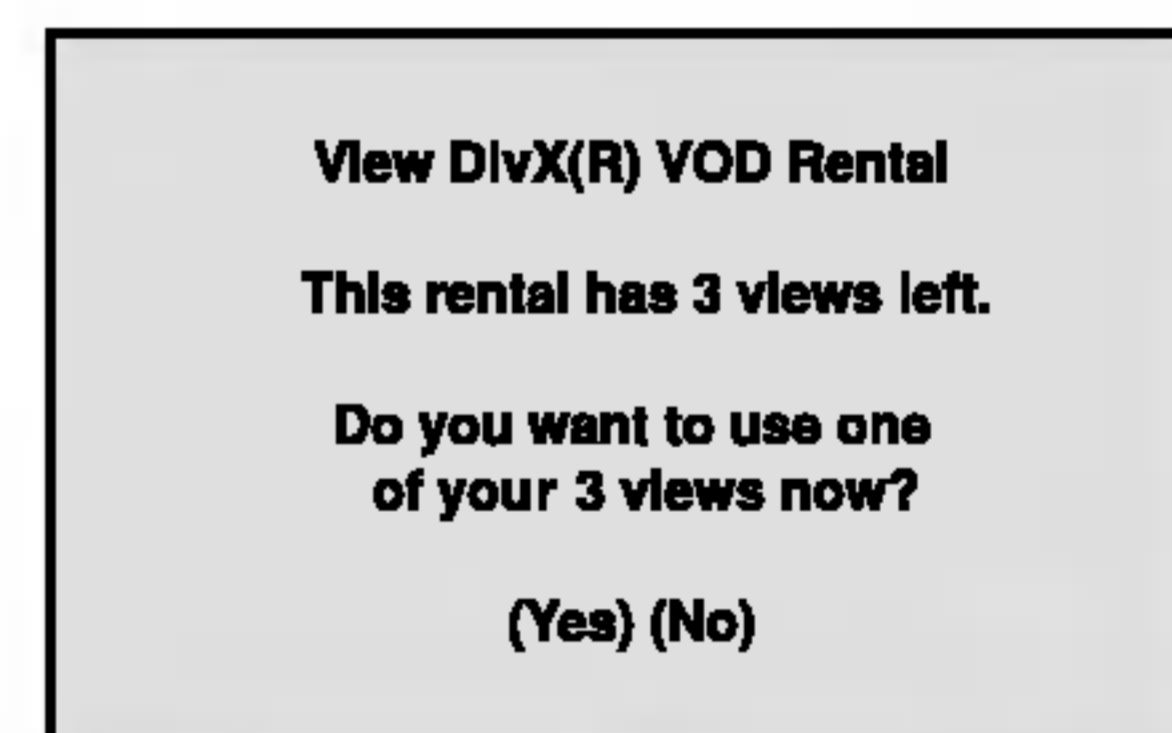 View DivX(R) VOD Rental
This rental has 3 views left.
Do you want to use one
of your 3 views now?
(Yes) (No)